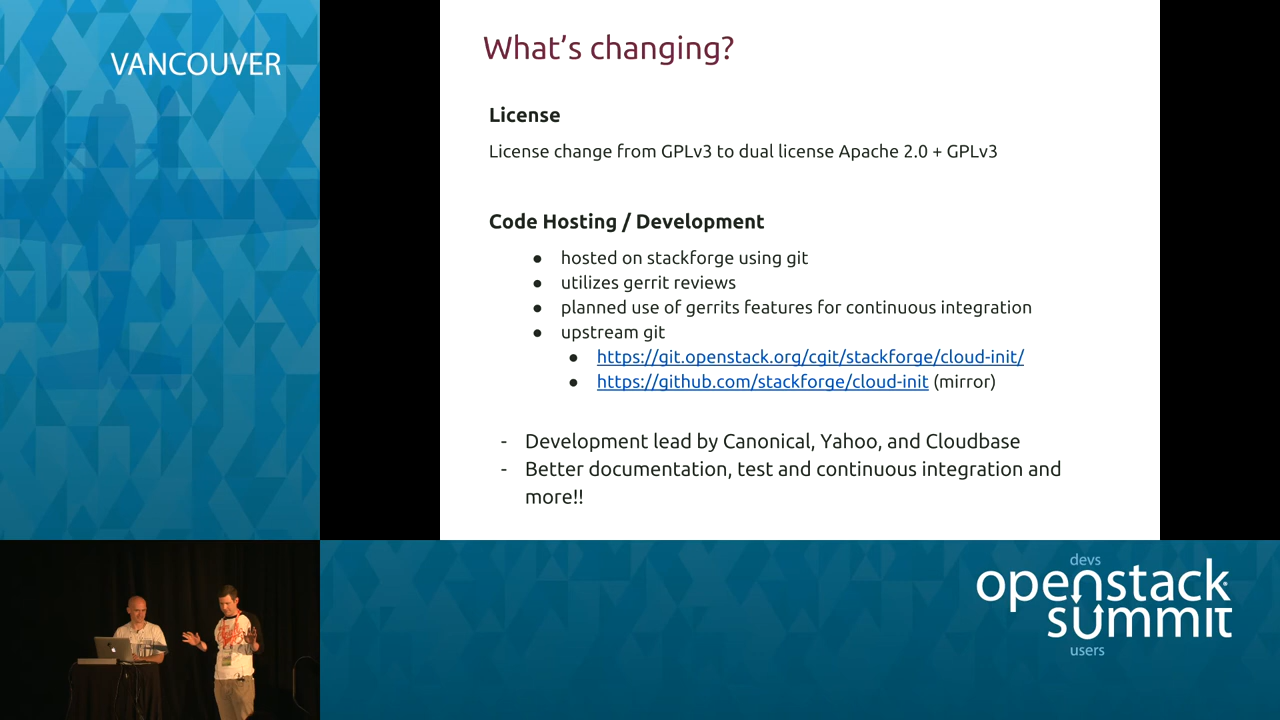 VANCOUVER
What's changing?
License
License change from GPLv3 to dual license Apache 2.0 + GPLv3
Code Hosting / Development
● hosted on stackforge using git
● utilizes gerrit reviews
● planned use of gerrits features for continuous integration
● upstream git
● https://git.openstack.org/cgit/stackforge/cloud-init/
● https://github.com/stackforge/cloud-init (mirror)
- Development lead by Canonical, Yahoo, and Cloudbase
- Better documentation, test and continuous integration and
more!!
devs
openstack
summit
users